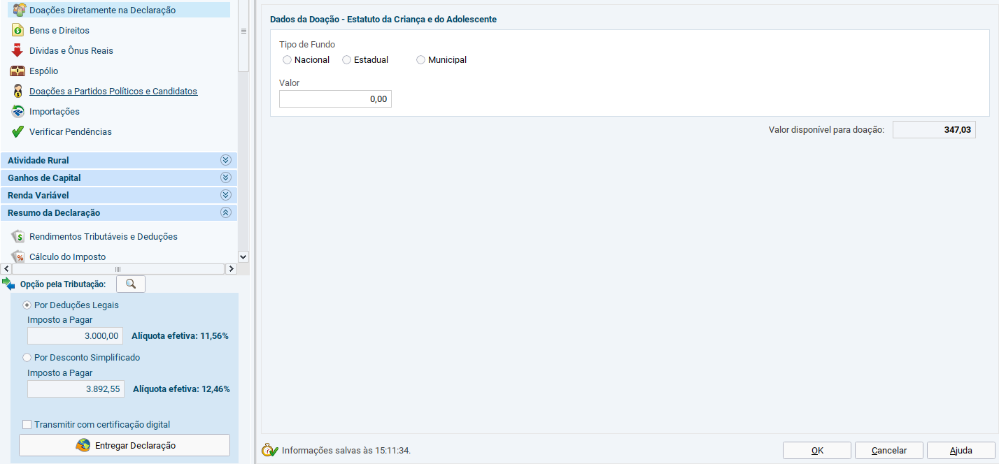 Doações Diretamente na Declaração
Bens e Direitos
Dívidas e Ônus Reais
Espólio
Doações a Partidos Políticos e Candidatos
Importações
Verificar Pendências
Atividade Rural
Ganhos de Capital
Renda Variável
Resumo da Declaração
Rendimentos Tributáveis e Deduções
Cálculo do Imposto
Opção pela Tributação:
Por Deduções Legais
Imposto a Pagar
3.000,00 Alíquota efetiva: 11,56%
Por Desconto Simplificado
Imposto a Pagar
3.892,55 Alíquota efetiva: 12,46%
Transmitir com certificação digital
Entregar Declaração
Dados da Doação - Estatuto da Criança e do Adolescente
Tipo de Fundo
Nacional Estadual Municipal
Valor
0,00
Valor disponível para doação: 347,03
Informações salvas às 15:11:34.
OK Cancelar Ajuda